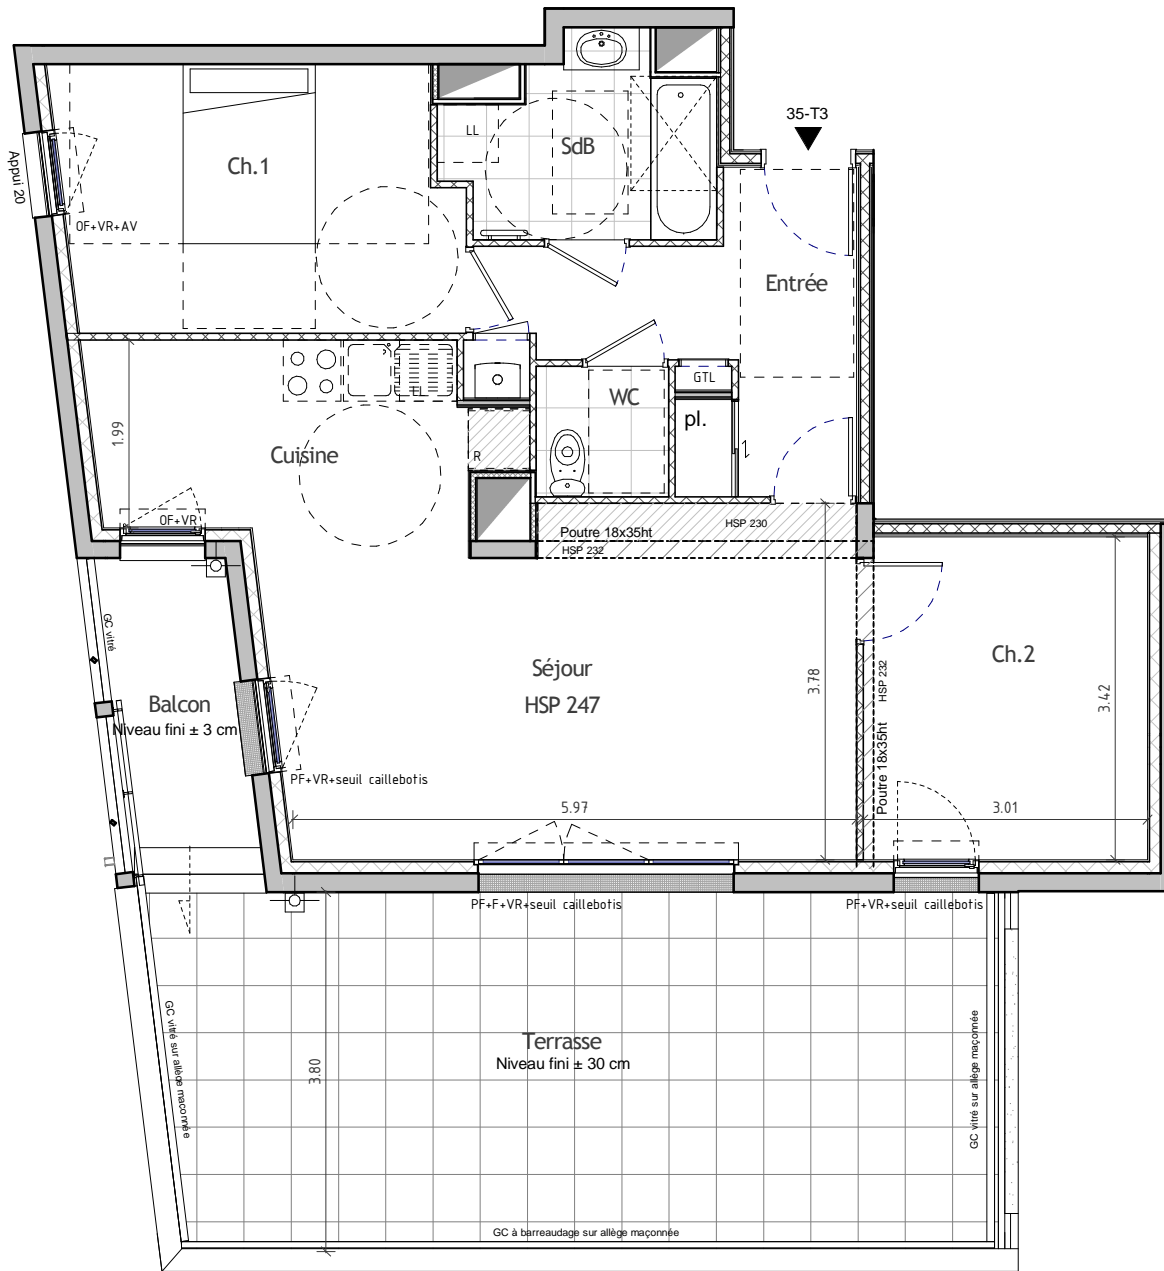 35-T3
SdB
LL
Ch.1
Appui 20
OF+VR+AV
Entrée
GTL
WC
pl.
1.99
Cuisine
R
OF+VR
HSP 230
Poutre 18x35ht
HSP 232
GC vitré
Séjour
HSP 247
3.78
HSP 232
Poutre 18x35ht
Ch.2
3.42
Balcon
Niveau fini ± 3 cm
PF+VR+seuil caillebotis
5.97
3.01
PF+F+VR+seuil caillebotis
PF+VR+seuil caillebotis
GC vitré sur allège maçonnée
Terrasse
Niveau fini ± 30 cm
3.80
GC vitré sur allège maçonnée
GC à barreaudage sur allège maçonnée